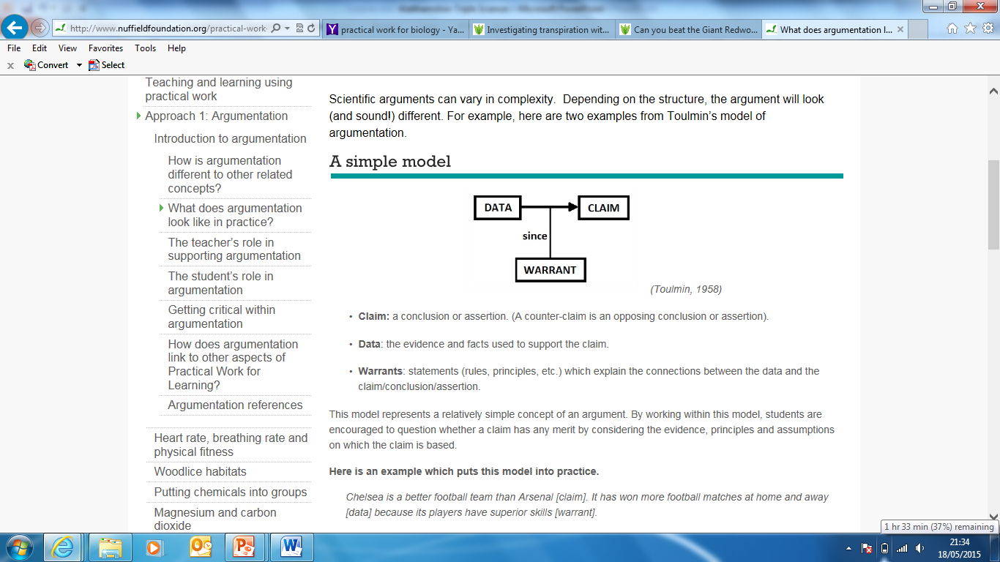 Mathematition Triple Science - Microsoft PowerPoint
http://www.nuffieldfoundation.org/practical-work-
practical work for biology - Ya...
Investigating transpiration wit...
Can you beat the Giant Redwo...
What does argumentation l...
File Edit View Favorites Tools Help
x Convert Select
Teaching and learning using
practical work
Approach 1: Argumentation
Introduction to argumentation
How is argumentation
different to other related
concepts?
What does argumentation
look like in practice?
The teacher's role in
supporting argumentation
The student's role in
argumentation
Getting critical within
argumentation
How does argumentation
link to other aspects of
Practical Work for
Learning?
Argumentation references
Heart rate, breathing rate and
physical fitness
Woodlice habitats
Putting chemicals into groups
Magnesium and carbon
dioxide
Scientific arguments can vary in complexity.  Depending on the structure, the argument will look
(and sound!) different. For example, here are two examples from Toulmin's model of
argumentation.
A simple model
DATA
CLAIM
since
WARRANT
(Toulmin, 1958)
• Claim: a conclusion or assertion. (A counter-claim is an opposing conclusion or assertion).
• Data: the evidence and facts used to support the claim.
• Warrants: statements (rules, principles, etc.) which explain the connections between the data and the
claim/conclusion/assertion.
This model represents a relatively simple concept of an argument. By working within this model, students are
encouraged to question whether a claim has any merit by considering the evidence, principles and assumptions
on which the claim is based.
Here is an example which puts this model into practice.
Chelsea is a better football team than Arsenal [claim]. It has won more football matches at home and away
[data] because its players have superior skills [warrant].
1 hr 33 min (37%) remaining
21:34
18/05/2015